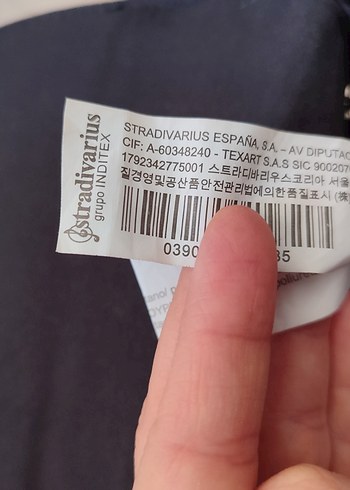 stradivarius
grupo INDITEX
STRADIVARIUS ESPAÑA, S.A. – AV DIPUTAC
CIF: A-60348240 - TEXART S.A.S SIC 9002070
1792342775001 스트라디바리우스코리아 서울
질경영및공산품안전관리법에의한품질표시
0390
35